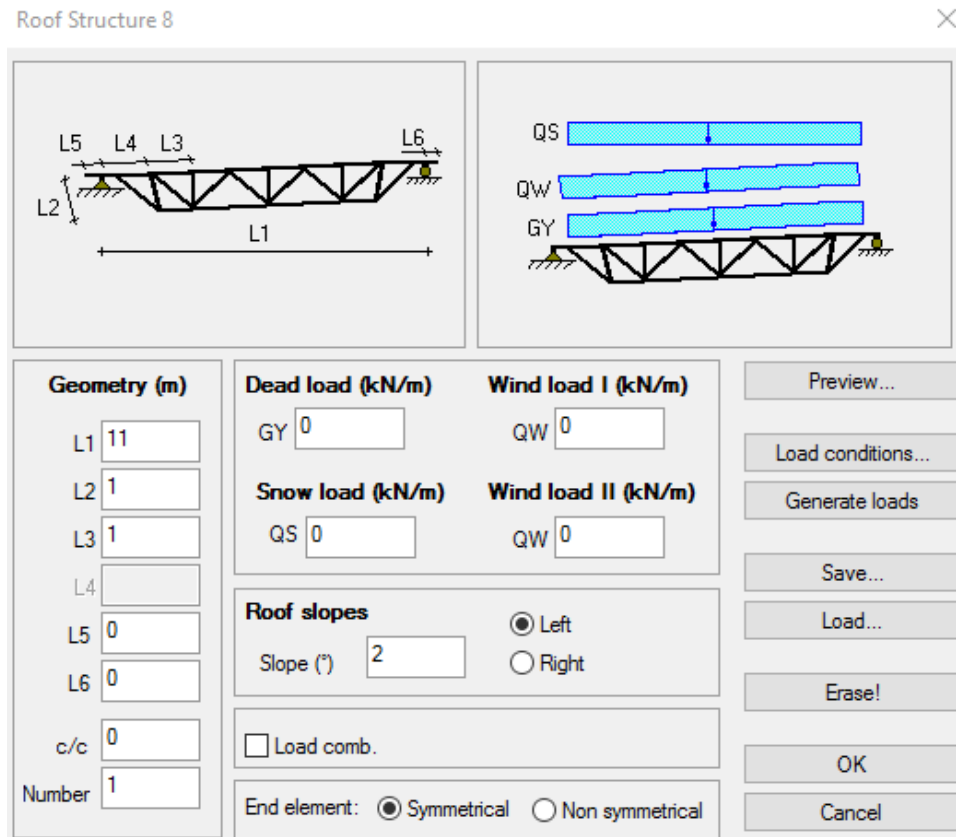 Roof Structure 8
L5 L4 L3 L6
L2
L1
QS
QW
GY
Geometry (m)
L1 11
L2 1
L3 1
L4
L5 0
L6 0
c/c 0
Number 1
Dead load (kN/m) Wind load I (kN/m)
GY 0 QW 0
Snow load (kN/m) Wind load II (kN/m)
QS 0 QW 0
Roof slopes
Slope (°) 2
Left
Right
Load comb.
End element: Symmetrical Non symmetrical
Preview...
Load conditions...
Generate loads
Save...
Load...
Erase!
OK
Cancel